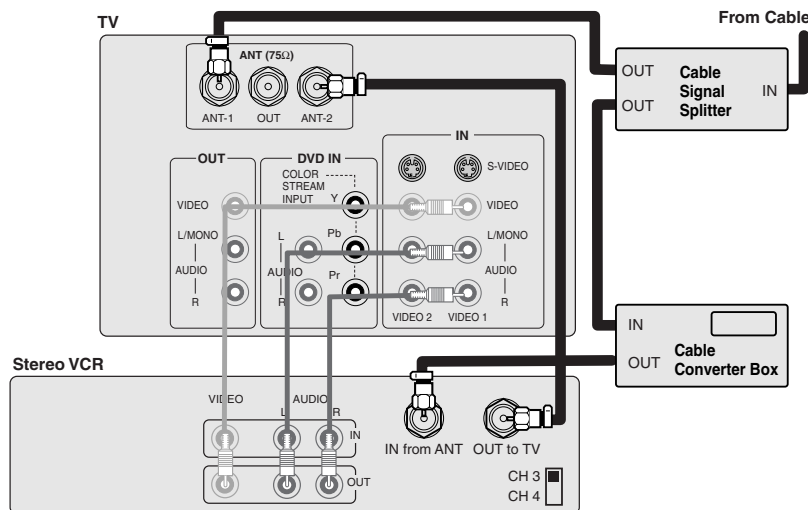 TV
From Cable
ANT (75Ω)
ANT-1 OUT ANT-2
OUT
OUT
Cable
Signal
Splitter
IN
OUT
VIDEO
L/MONO
AUDIO
R
DVD IN
COLOR
STREAM
INPUT
Y
Pb
Pr
L
AUDIO
R
IN
S-VIDEO
VIDEO
L/MONO
AUDIO
R
VIDEO 2 VIDEO 1
IN
OUT
Cable
Converter Box
Stereo VCR
VIDEO AUDIO
L R
IN
OUT
IN from ANT OUT to TV
CH 3
CH 4